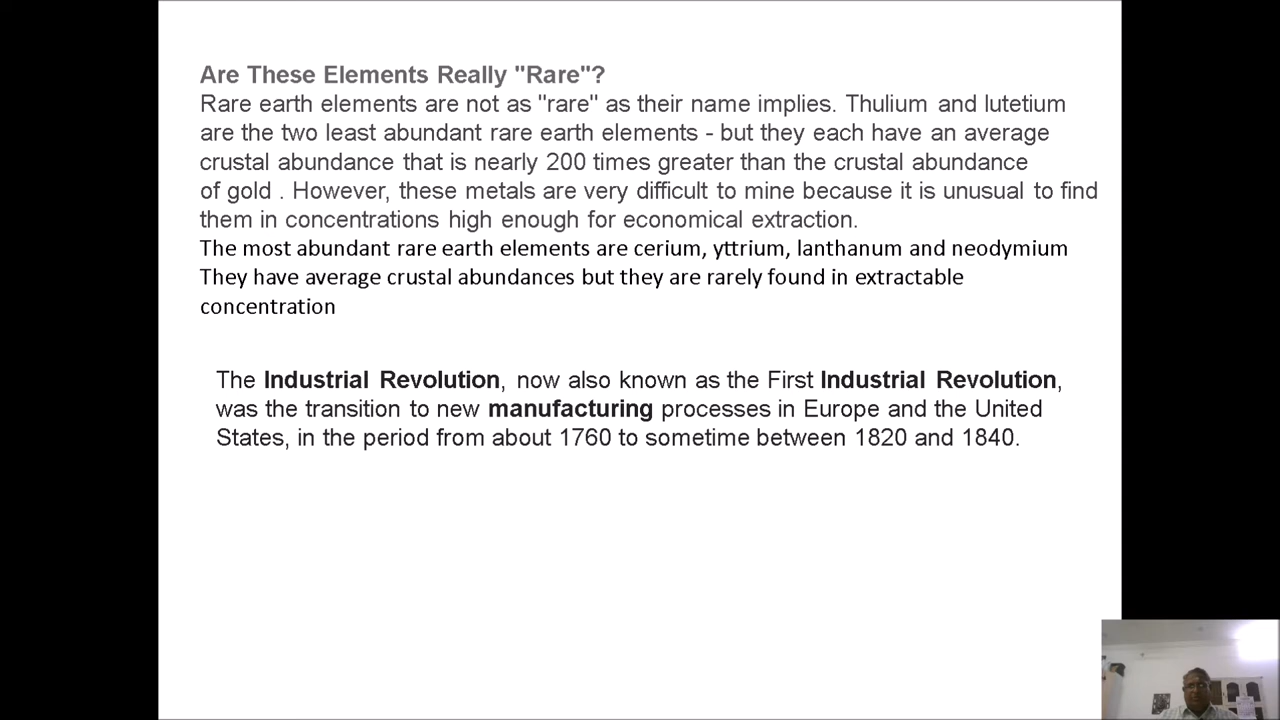 Are These Elements Really "Rare"?
Rare earth elements are not as "rare" as their name implies. Thulium and lutetium
are the two least abundant rare earth elements - but they each have an average
crustal abundance that is nearly 200 times greater than the crustal abundance
of gold . However, these metals are very difficult to mine because it is unusual to find
them in concentrations high enough for economical extraction.
The most abundant rare earth elements are cerium, yttrium, lanthanum and neodymium
They have average crustal abundances but they are rarely found in extractable
concentration
The Industrial Revolution, now also known as the First Industrial Revolution,
was the transition to new manufacturing processes in Europe and the United
States, in the period from about 1760 to sometime between 1820 and 1840.